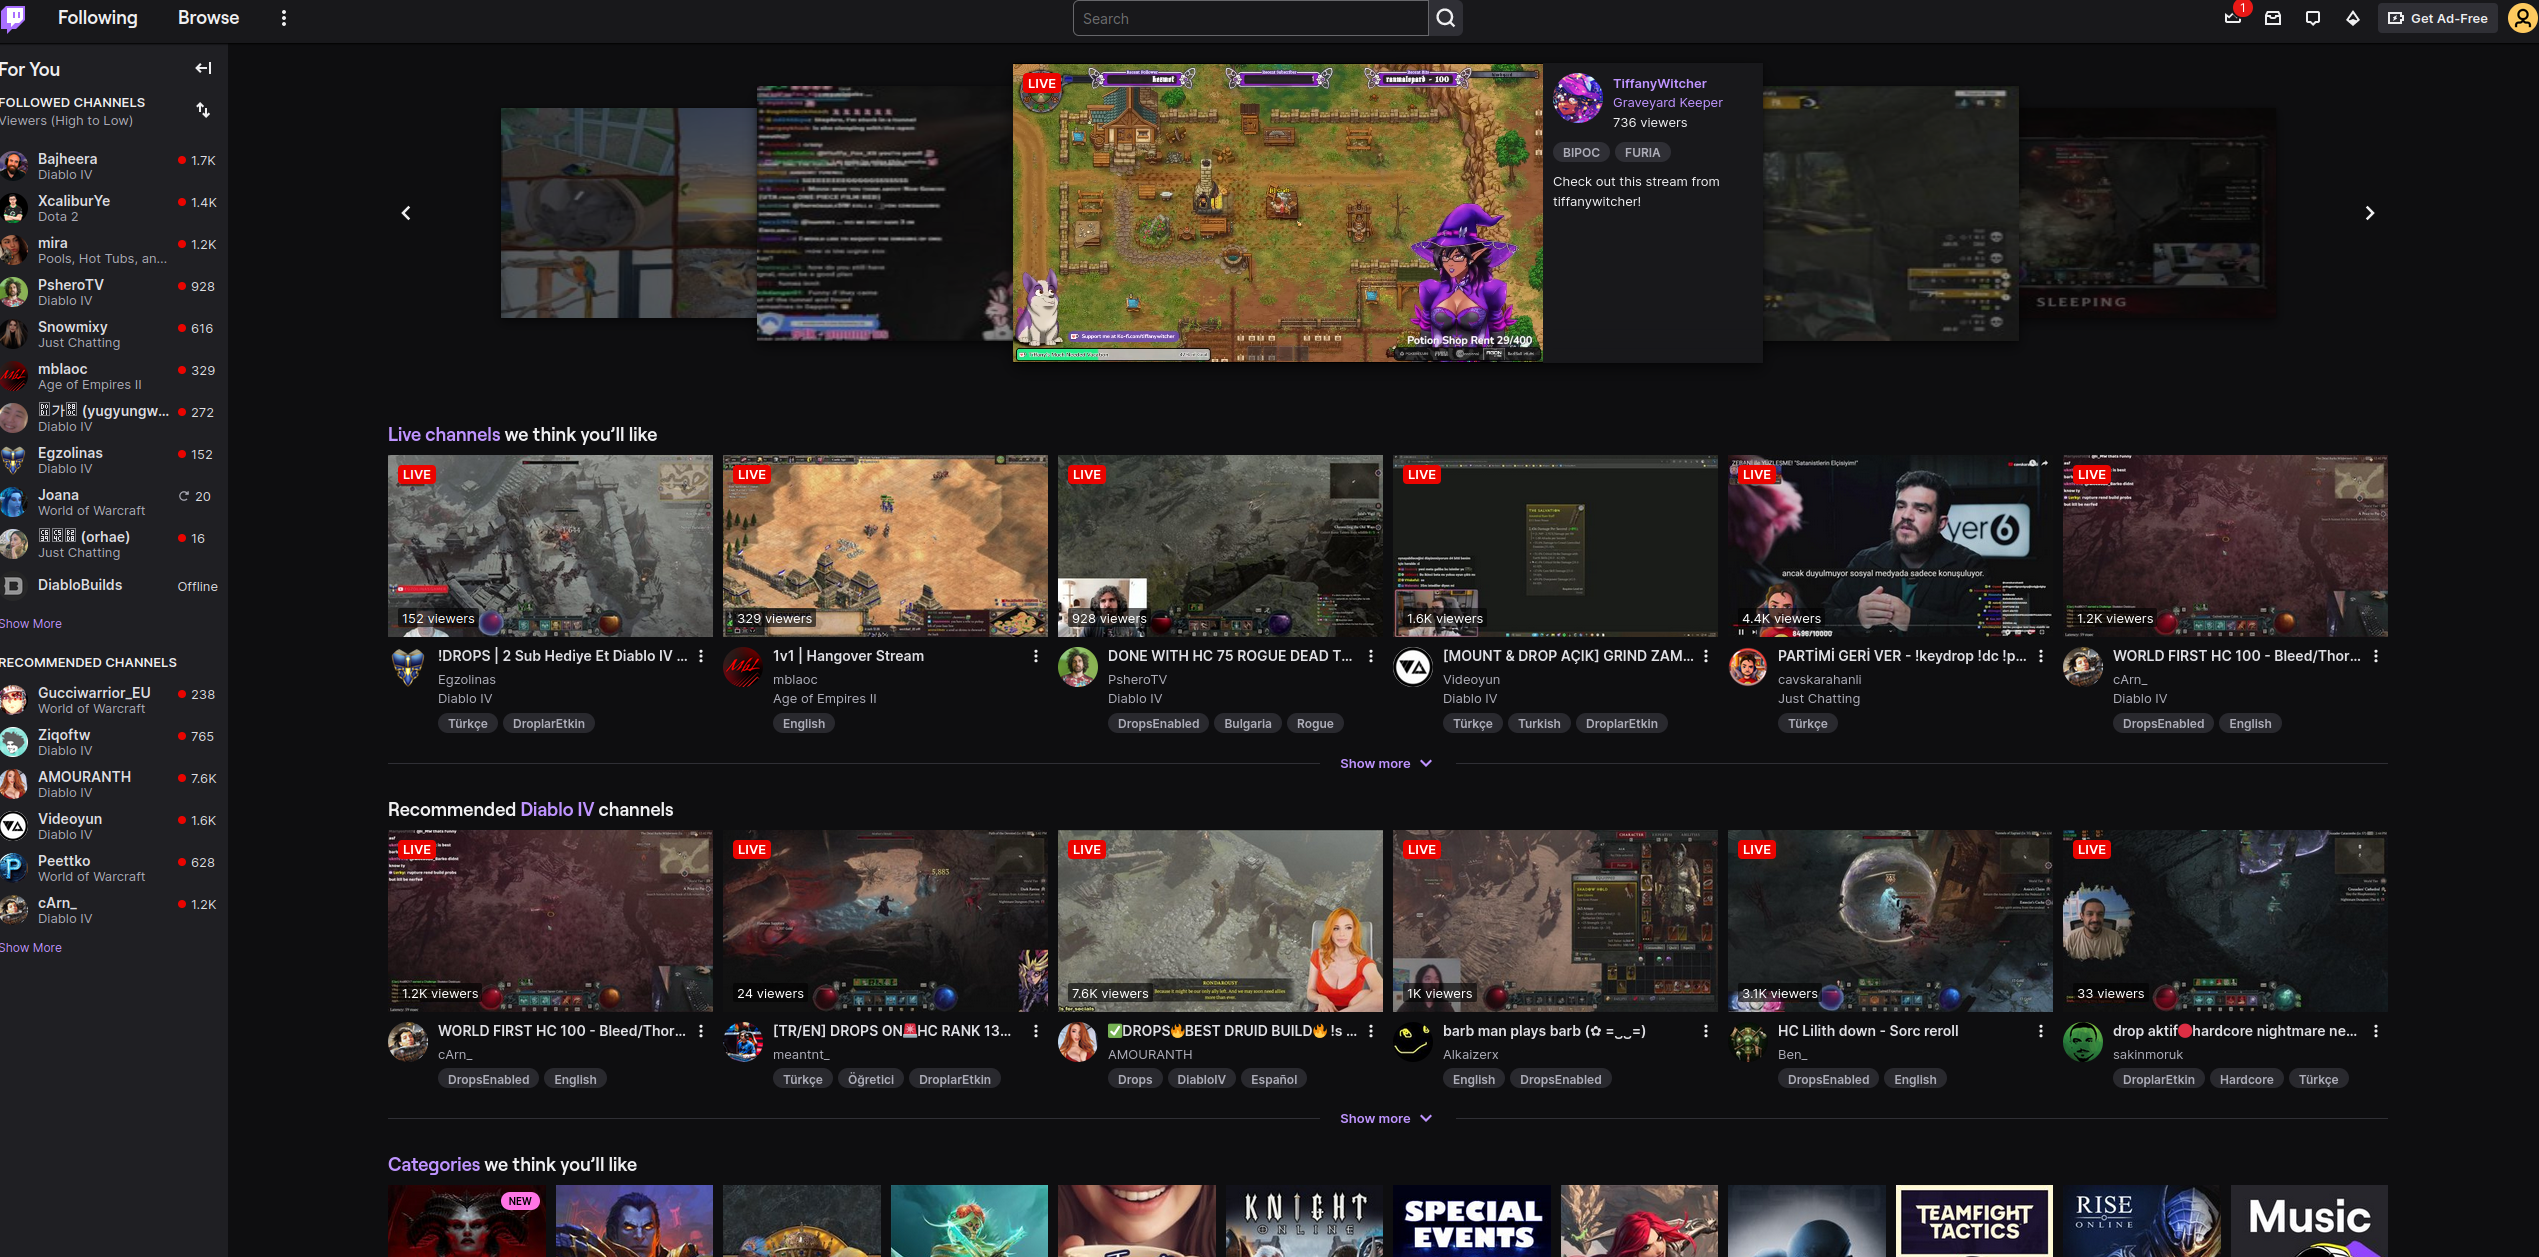 Following
Browse
Search
1
Get Ad-Free
For You
FOLLOWED CHANNELS
Viewers (High to Low)
Bajheera
1.7K
Diablo IV
XcaliburYe
1.4K
Dota 2
mira
1.2K
Pools, Hot Tubs, an...
PsheroTV
928
Diablo IV
Snowmixy
616
Just Chatting
mblaoc
329
Age of Empires II
가 (yugyungw...
272
Diablo IV
Egzolinas
152
Diablo IV
Joana
20
World of Warcraft
(orhae)
16
Just Chatting
DiabloBuilds
Offline
Show More
RECOMMENDED CHANNELS
Gucciwarrior_EU
238
World of Warcraft
Ziqoftw
765
Diablo IV
AMOURANTH
7.6K
Diablo IV
Videoyun
1.6K
Diablo IV
Peettko
628
World of Warcraft
cArn_
1.2K
Diablo IV
Show More
LIVE
Potion Shop Rent 29/400
TiffanyWitcher
Graveyard Keeper
736 viewers
BIPOC FURIA
Check out this stream from
tiffanywitcher!
SLEEPING
Live channels we think you'll like
LIVE
152 viewers
!DROPS | 2 Sub Hediye Et Diablo IV ...
Egzolinas
Diablo IV
Türkçe DroplarEtkin
LIVE
329 viewers
1v1 | Hangover Stream
mblaoc
Age of Empires II
English
LIVE
928 viewers
DONE WITH HC 75 ROGUE DEAD T...
PsheroTV
Diablo IV
DropsEnabled Bulgaria Rogue
LIVE
1.6K viewers
[MOUNT & DROP AÇIK] GRIND ZAM...
Videoyun
Diablo IV
Türkçe Turkish DroplarEtkin
LIVE
ancak duyulmuyor sosyal medyada sadece konuşuluyor.
4.4K viewers
8498/10000
PARTİMİ GERİ VER - !keydrop !dc !p...
cavskarahanli
Just Chatting
Türkçe
LIVE
1.2K viewers
WORLD FIRST HC 100 - Bleed/Thor...
cArn_
Diablo IV
DropsEnabled English
Show more
Recommended Diablo IV channels
LIVE
1.2K viewers
WORLD FIRST HC 100 - Bleed/Thor...
cArn_
DropsEnabled English
LIVE
24 viewers
[TR/EN] DROPS ON🚨HC RANK 13...
meantnt_
Türkçe Öğretici DroplarEtkin
LIVE
7.6K viewers
✅DROPS🔥BEST DRUID BUILD🔥 !s ...
AMOURANTH
Drops DiabloIV Español
LIVE
1K viewers
barb man plays barb (✿ =‿‿=)
Alkaizerx
English DropsEnabled
LIVE
3.1K viewers
HC Lilith down - Sorc reroll
Ben_
DropsEnabled English
LIVE
33 viewers
drop aktif🔴hardcore nightmare ne...
sakinmoruk
DroplarEtkin Hardcore Türkçe
Show more
Categories we think you'll like
NEW
KNIGHT
ONLINE
SPECIAL
EVENTS
TEAMFIGHT
TACTICS
RISE
ONLINE
Music